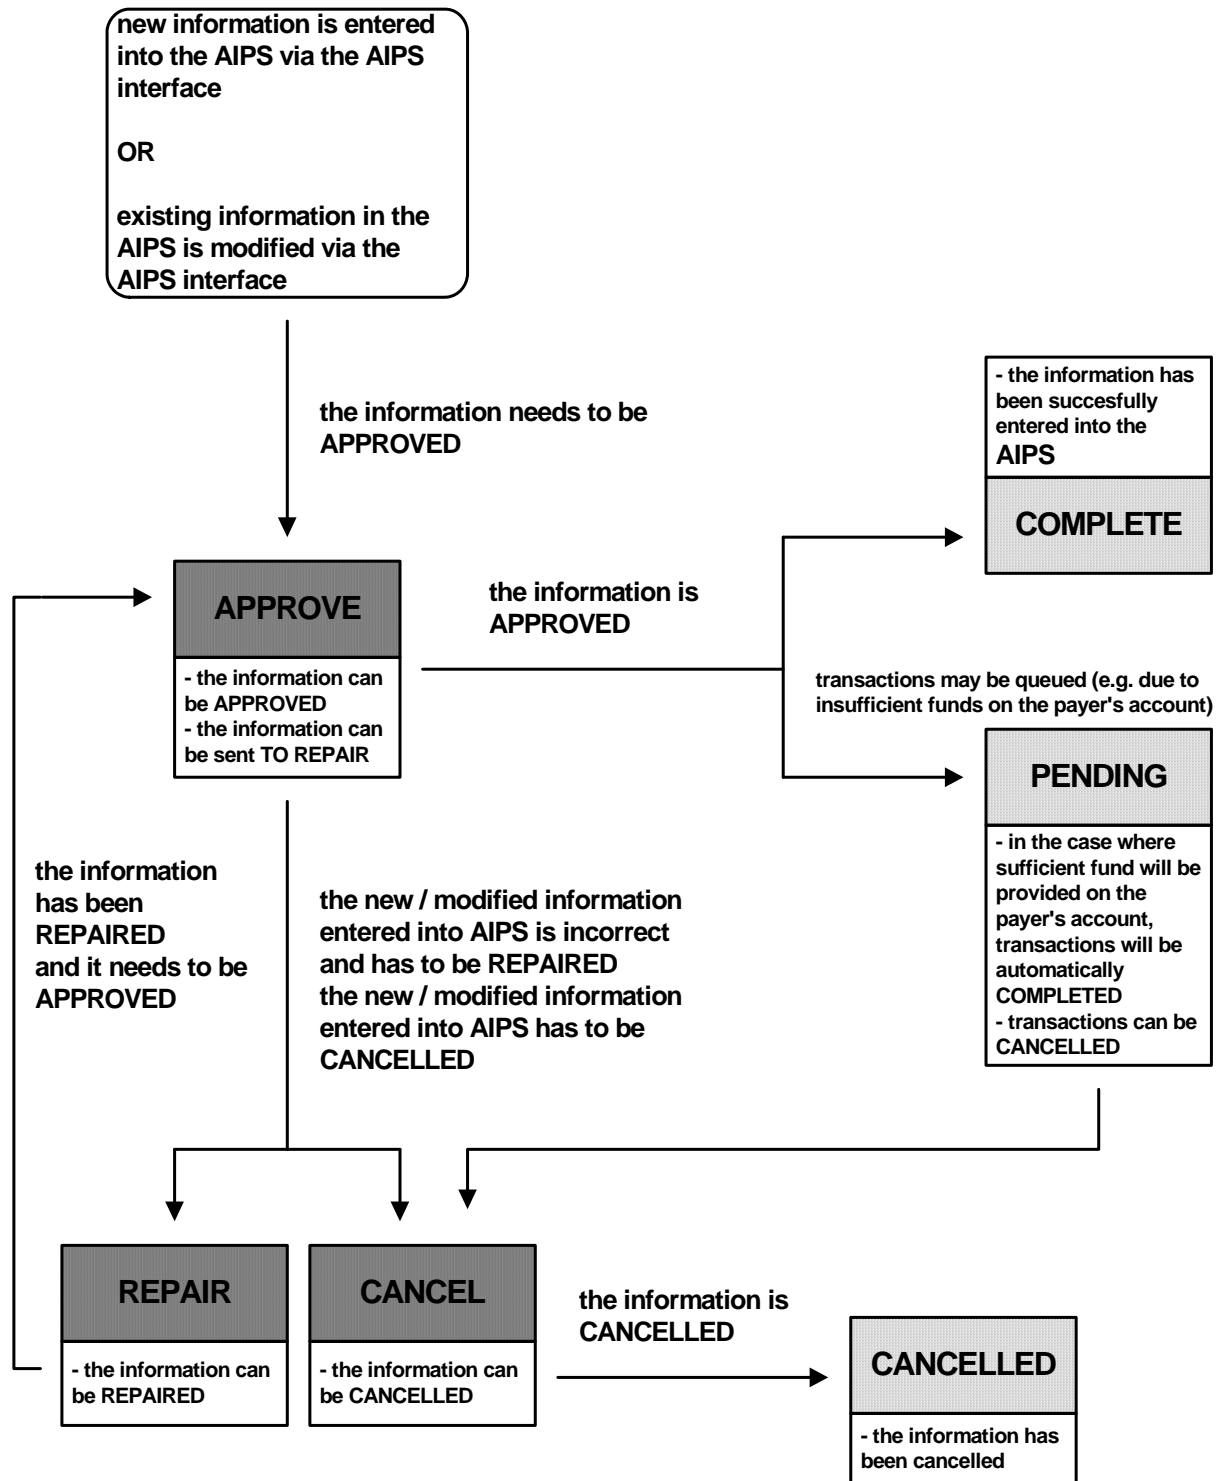 new information is entered
into the AIPS via the AIPS
interface
OR
existing information in the
AIPS is modified via the
AIPS interface
the information needs to be
APPROVED
- the information has
been succesfully
entered into the
AIPS
COMPLETE
APPROVE
- the information can
be APPROVED
- the information can
be sent TO REPAIR
the information is
APPROVED
transactions may be queued (e.g. due to
insufficient funds on the payer's account)
PENDING
- in the case where
sufficient fund will be
provided on the
payer's account,
transactions will be
automatically
COMPLETED
- transactions can be
CANCELLED
the information
has been
REPAIRED
and it needs to be
APPROVED
the new / modified information
entered into AIPS is incorrect
and has to be REPAIRED
the new / modified information
entered into AIPS has to be
CANCELLED
REPAIR
- the information can
be REPAIRED
CANCEL
- the information can
be CANCELLED
the information is
CANCELLED
CANCELLED
- the information has
been cancelled